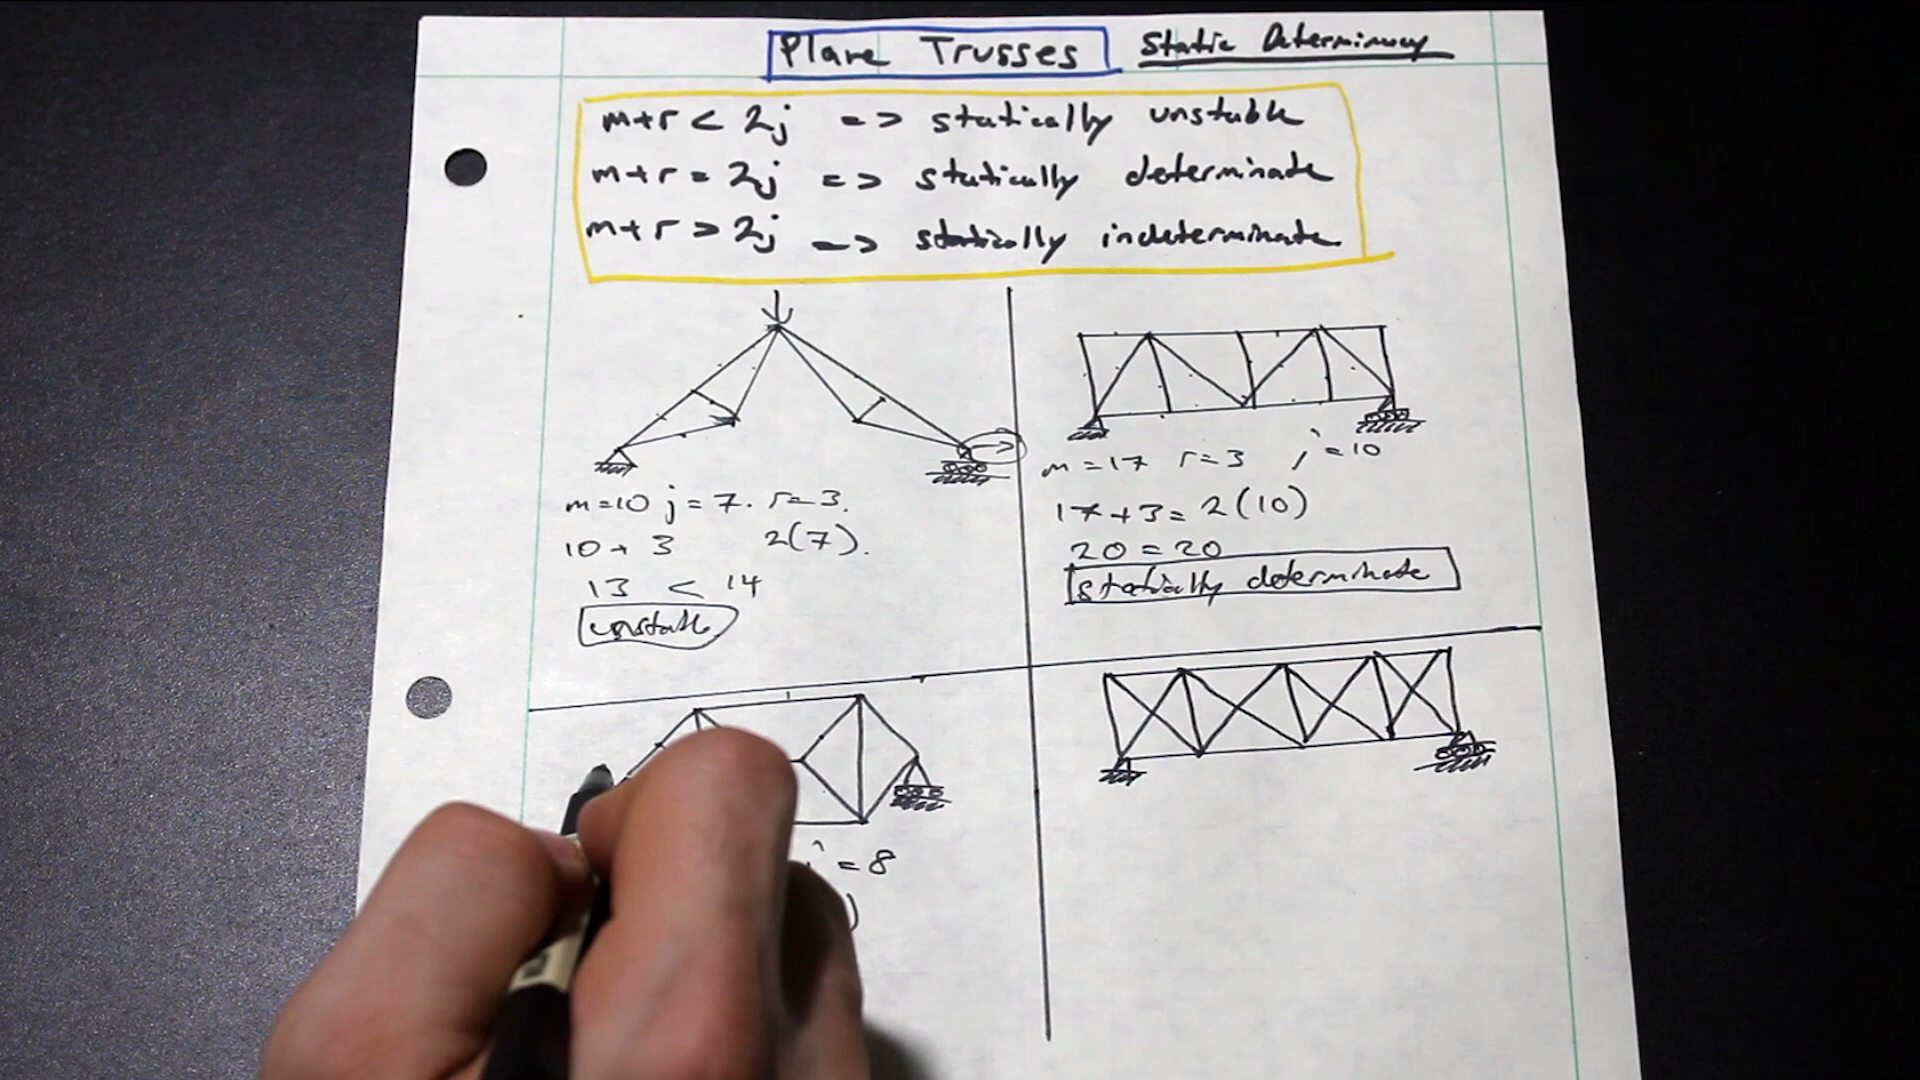 Plane Trusses Static Determinacy
m+r < 2j => statically unstable
m+r = 2j => statically determinate
m+r > 2j => statically indeterminate
m=10 j=7. r=3.
10+3 2(7).
13 < 14
unstable
m=17 r=3 j=10
17+3=2(10)
20=20
statically determinate
j=8
)